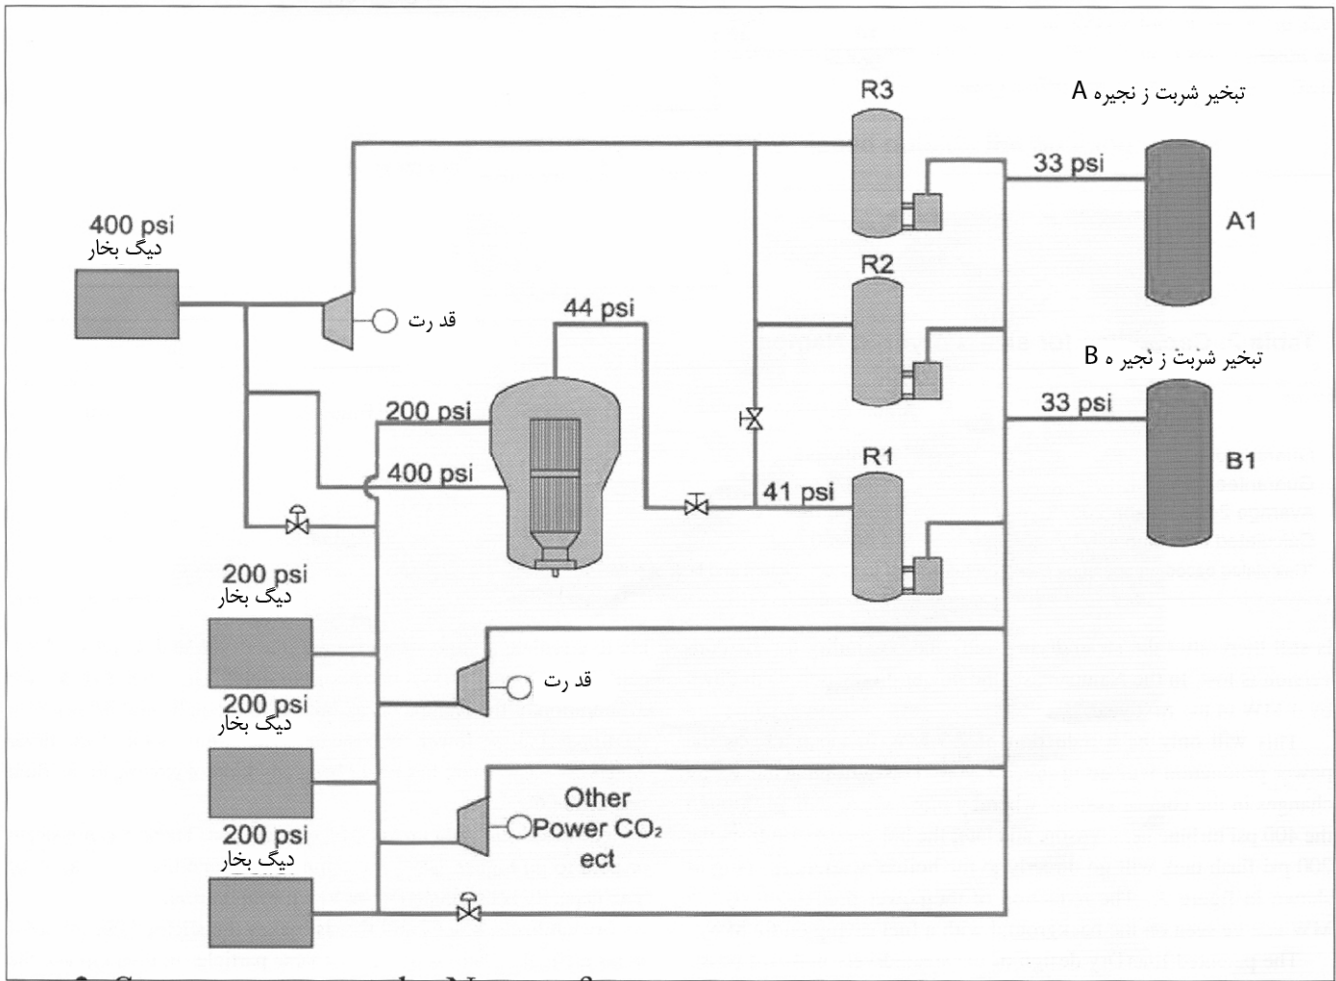 R3
تبخیر شربت ز نجیره A
33 psi
A1
400 psi
دیگ بخار
R2
44 psi
قد رت
تبخیر شربت ز نجیر ه B
33 psi
B1
200 psi
400 psi
R1
41 psi
200 psi
دیگ بخار
قد رت
200 psi
دیگ بخار
Other
Power CO₂
ect
200 psi
دیگ بخار